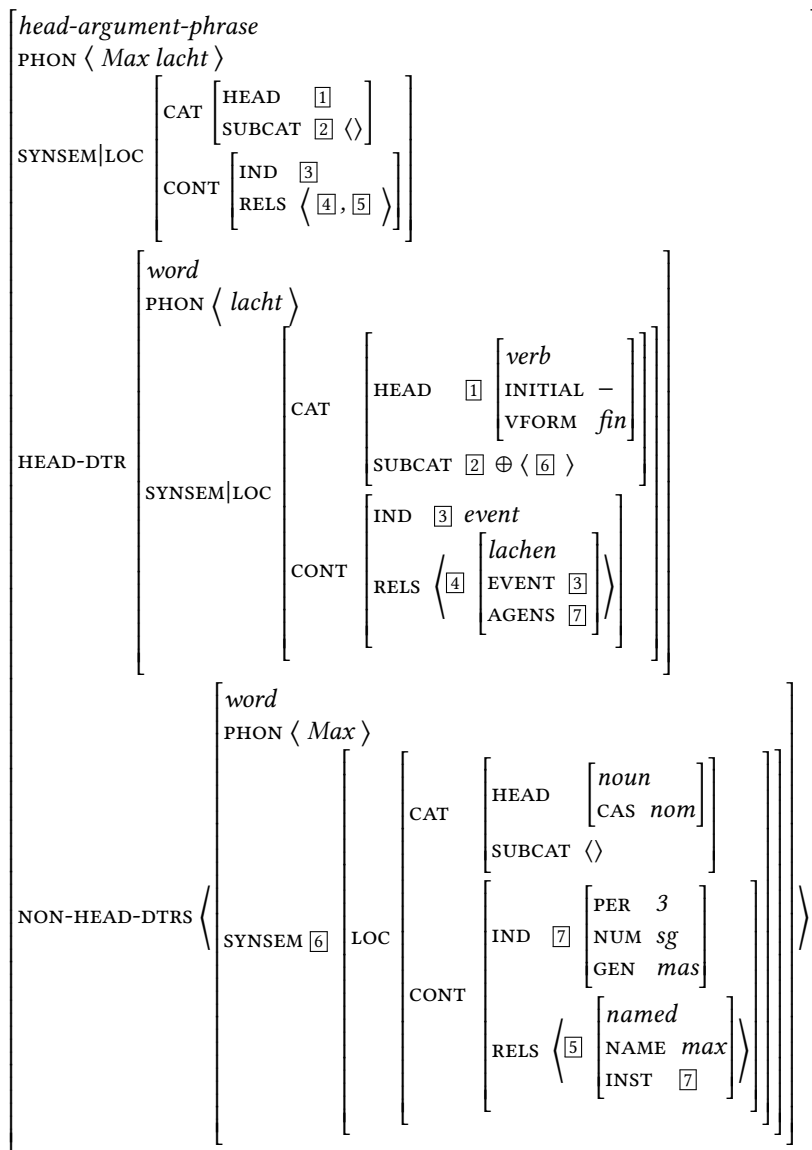 head-argument-phrase
PHON ⟨ Max lacht ⟩
CAT
HEAD 1
SUBCAT 2 ⟨⟩
SYNSEM|LOC
CONT
IND 3
RELS ⟨ 4 , 5 ⟩
word
PHON ⟨ lacht ⟩
verb
HEAD 1 INITIAL −
CAT
VFORM fin
SUBCAT 2 ⊕ ⟨ 6 ⟩
HEAD-DTR
SYNSEM|LOC
IND 3 event
lachen
CONT
RELS ⟨ 4 EVENT 3 ⟩
AGENS 7
word
PHON ⟨ Max ⟩
noun
HEAD
CAS nom
CAT
SUBCAT ⟨⟩
PER 3
NON-HEAD-DTRS ⟨ SYNSEM 6 LOC IND 7 NUM sg ⟩
GEN mas
CONT
named
RELS ⟨ 5 NAME max ⟩
INST 7